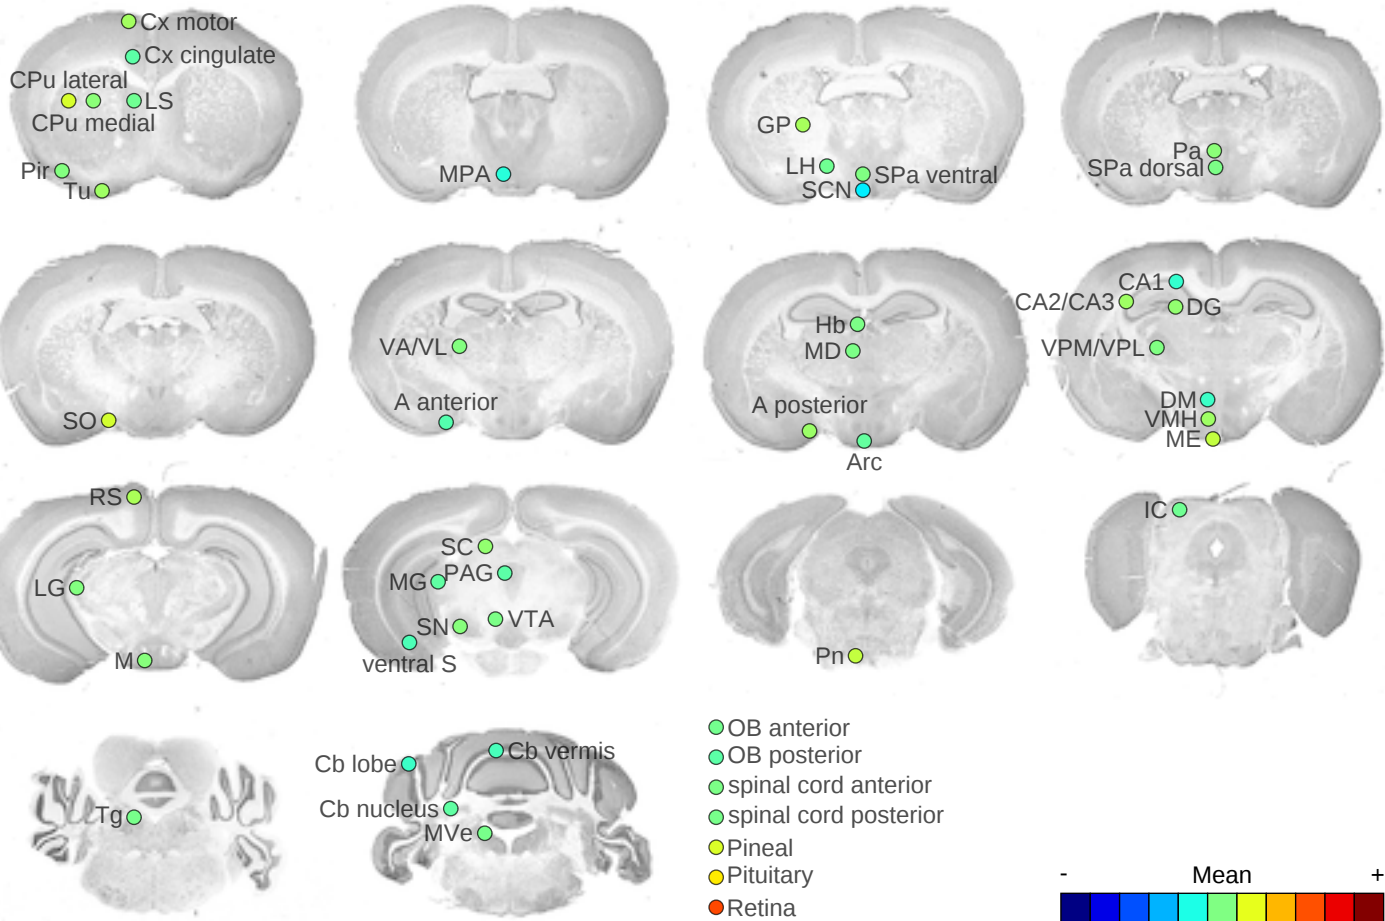 Cx motor
Cx cingulate
CPu lateral
LS
CPu medial
Pir
Tu
MPA
GP
LH
SPa ventral
SCN
Pa
SPa dorsal
SO
VA/VL
A anterior
Hb
MD
A posterior
Arc
CA1
CA2/CA3
DG
VPM/VPL
DM
VMH
ME
RS
LG
M
SC
MG
PAG
SN
VTA
ventral S
Pn
IC
Tg
Cb lobe
Cb vermis
Cb nucleus
MVe
OB anterior
OB posterior
spinal cord anterior
spinal cord posterior
Pineal
Pituitary
Retina
- Mean +